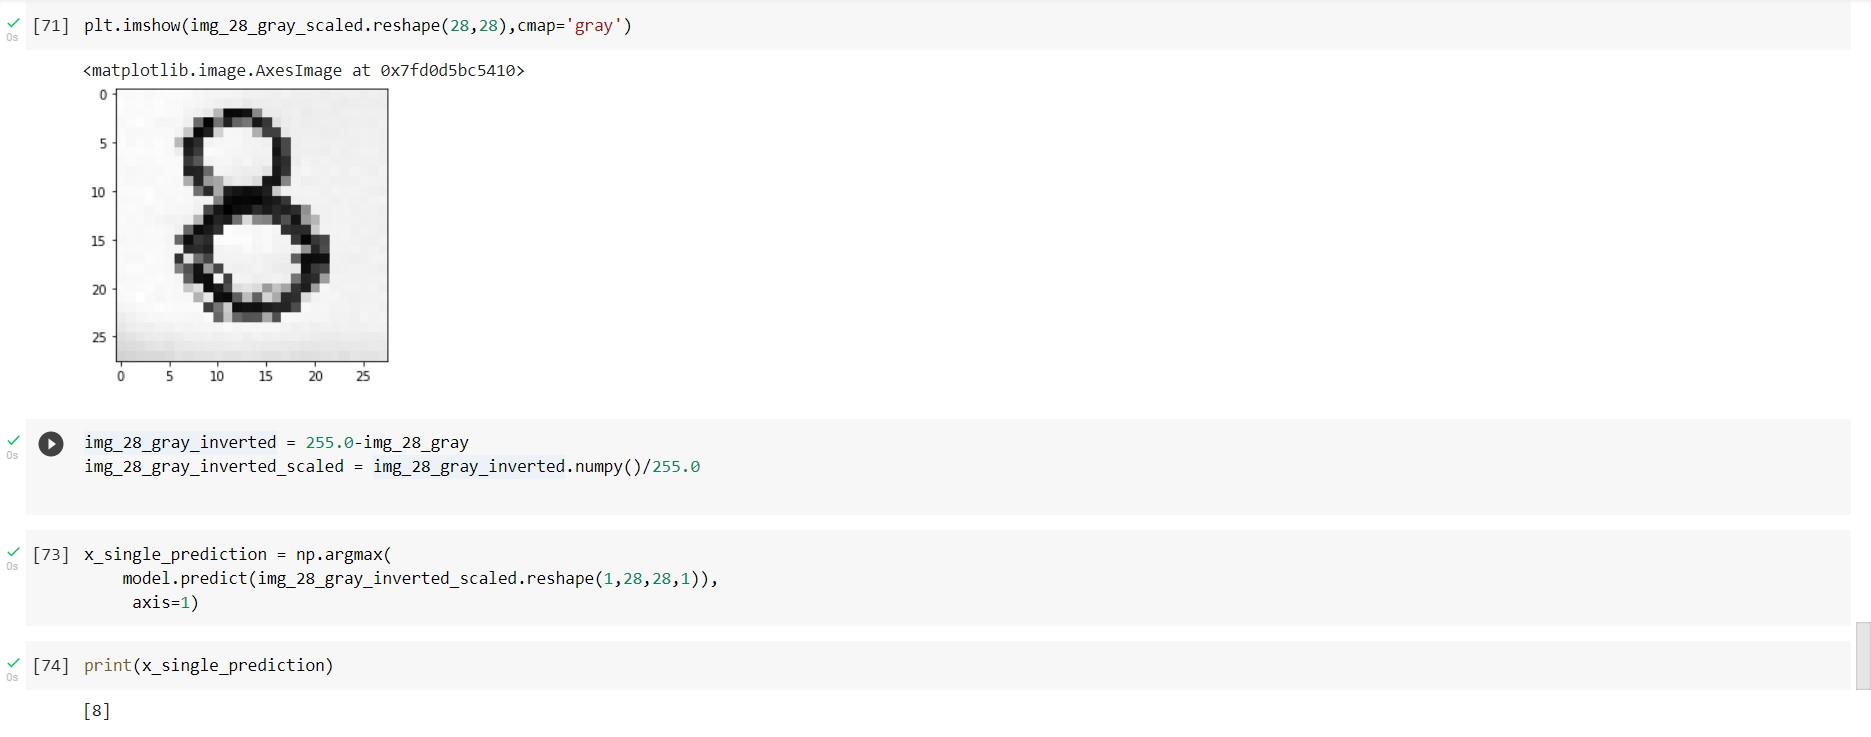 [71] plt.imshow(img_28_gray_scaled.reshape(28,28),cmap='gray')
0s
<matplotlib.image.AxesImage at 0x7fd0d5bc5410>
0
5
10
15
20
25
0 5 10 15 20 25
8
img_28_gray_inverted = 255.0-img_28_gray
0s
img_28_gray_inverted_scaled = img_28_gray_inverted.numpy()/255.0
[73] x_single_prediction = np.argmax(
0s
model.predict(img_28_gray_inverted_scaled.reshape(1,28,28,1)),
axis=1)
[74] print(x_single_prediction)
0s
[8]